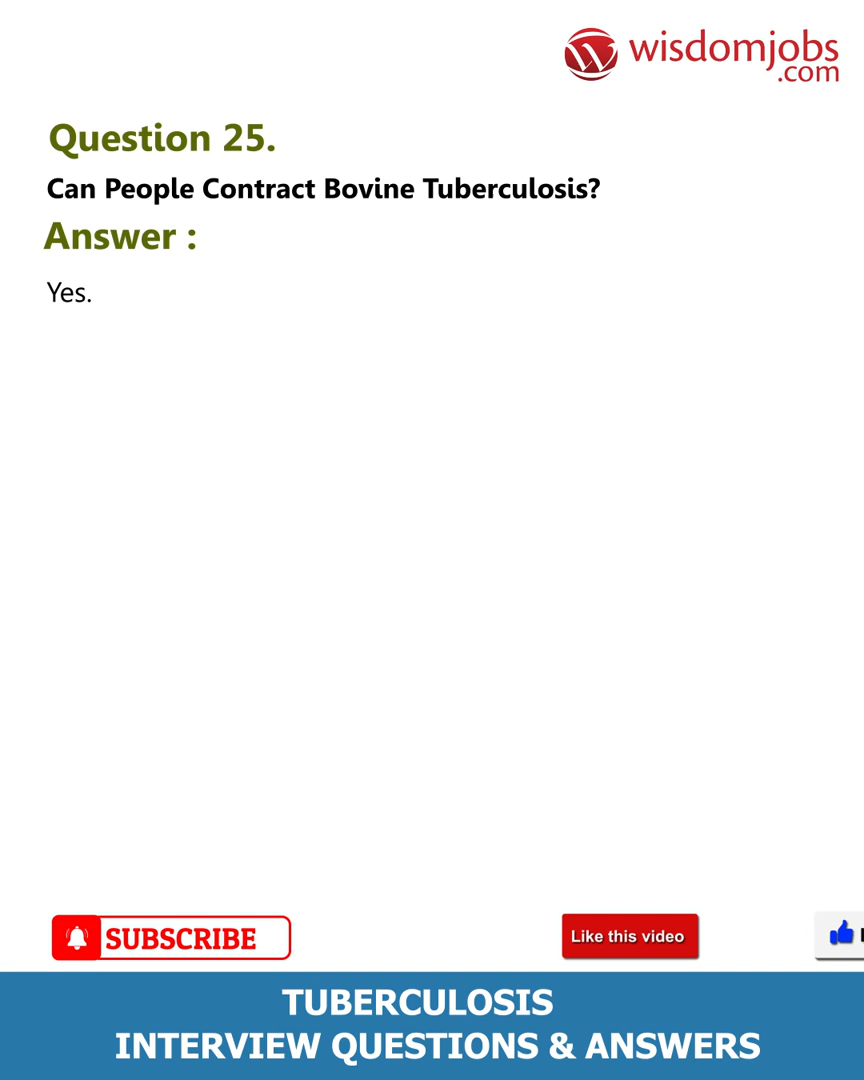 wisdomjobs
.com
Question 25.
Can People Contract Bovine Tuberculosis?
Answer :
Yes.
SUBSCRIBE
Like this video
TUBERCULOSIS
INTERVIEW QUESTIONS & ANSWERS